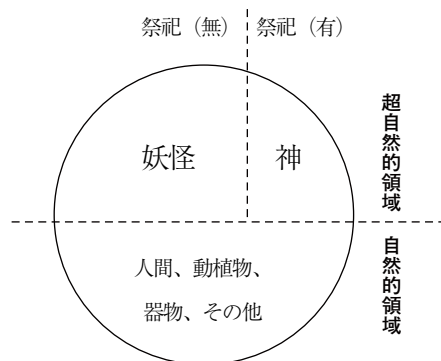 祭祀（無） 祭祀（有）
妖怪 神
超自然的領域
人間、動植物、
器物、その他
自然的領域